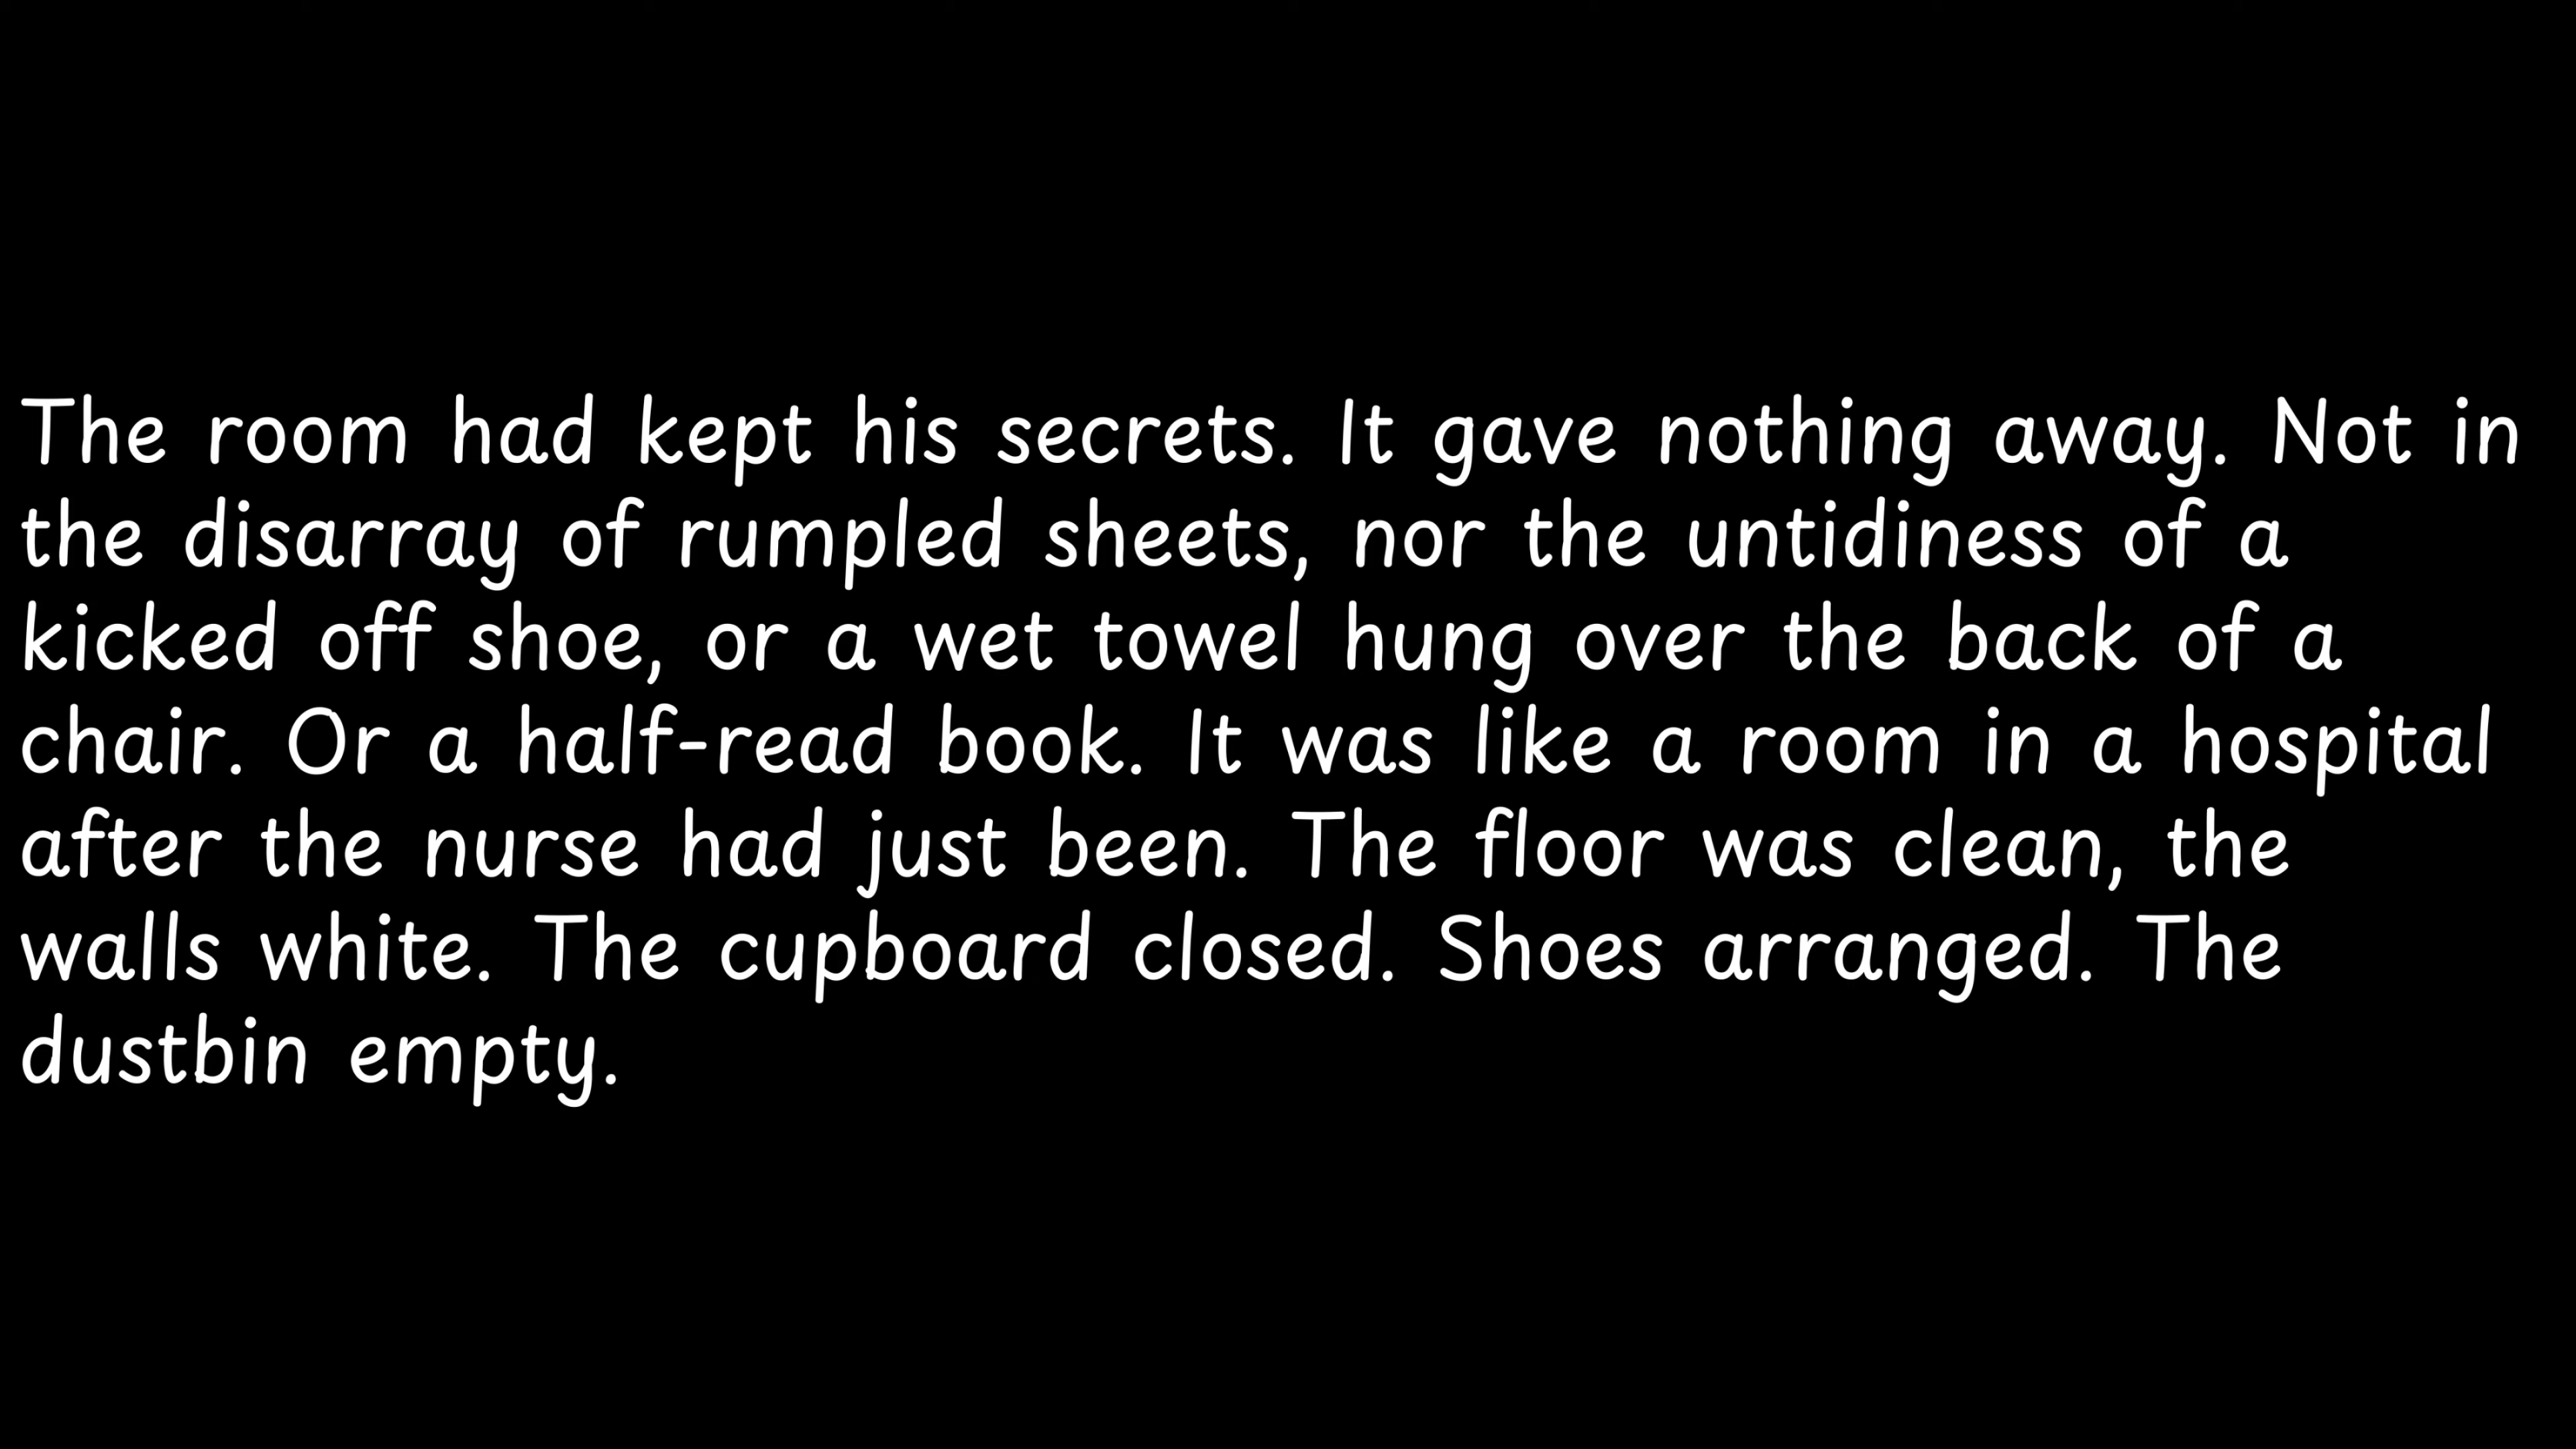 The room had kept his secrets. It gave nothing away. Not in
the disarray of rumpled sheets, nor the untidiness of a
kicked off shoe, or a wet towel hung over the back of a
chair. Or a half-read book. It was like a room in a hospital
after the nurse had just been. The floor was clean, the
walls white. The cupboard closed. Shoes arranged. The
dustbin empty.